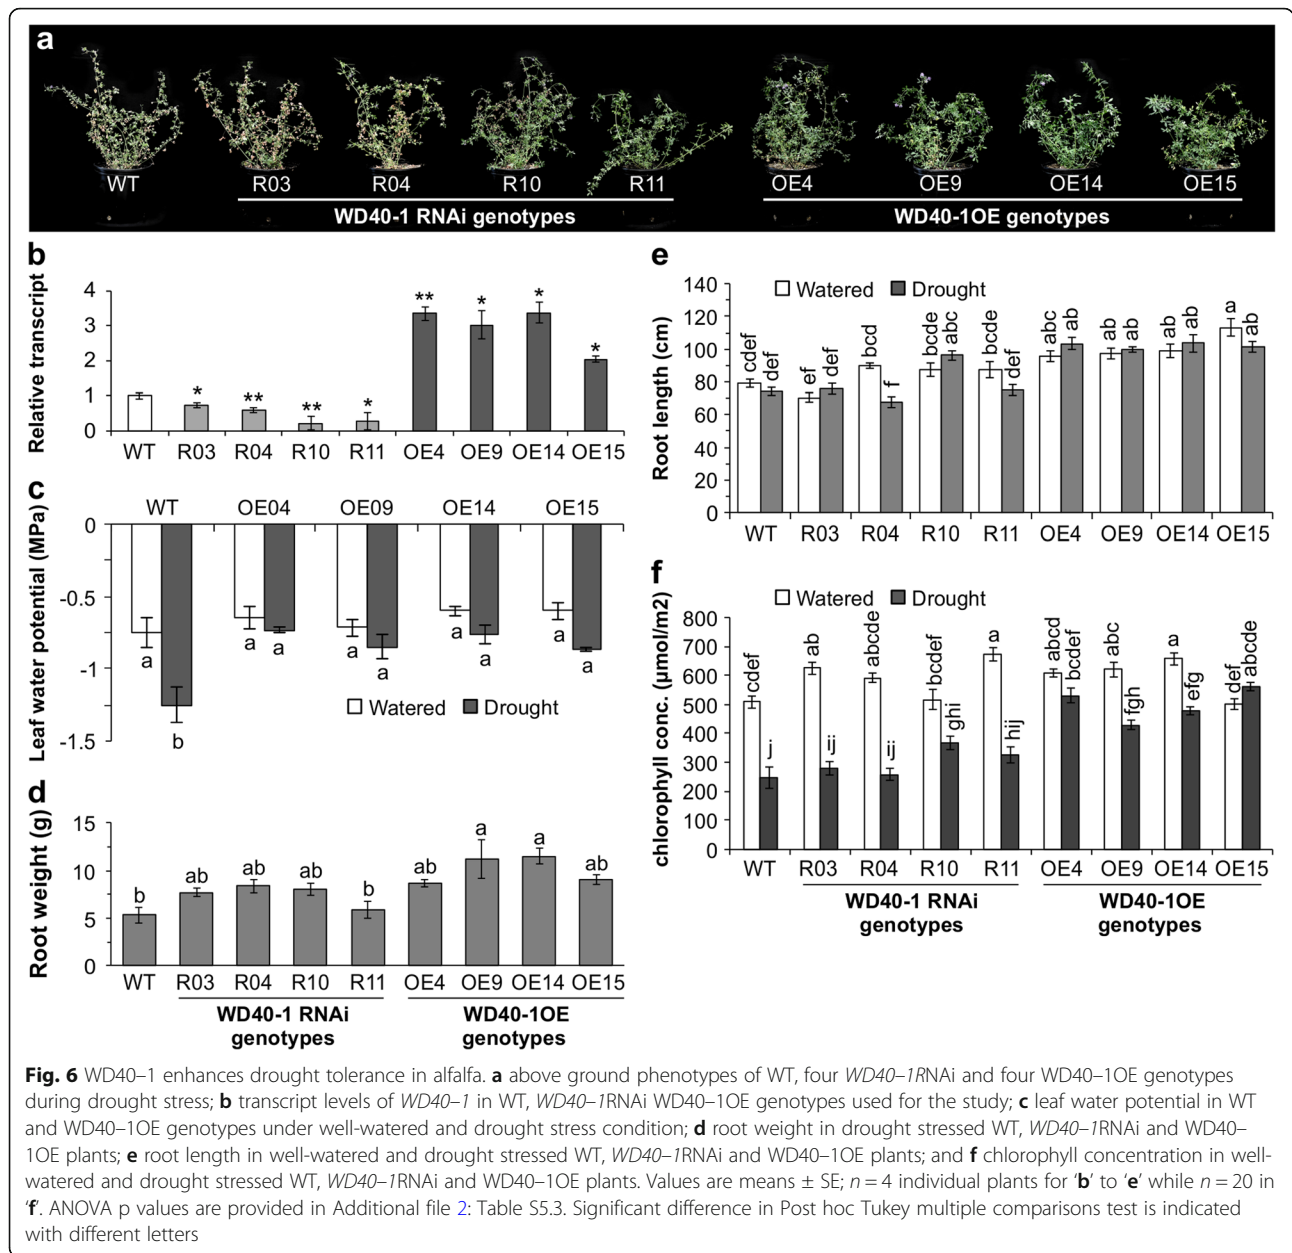 a
WT R03 R04 R10 R11 OE4 OE9 OE14 OE15
WD40-1 RNAi genotypes WD40-1OE genotypes
b
Relative transcript
4
3
2
1
0
* ** ** * ** * * *
WT R03 R04 R10 R11 OE4 OE9 OE14 OE15
c
Leaf water potential (MPa)
WT OE04 OE09 OE14 OE15
0
-0.5
-1
-1.5
a b a a a a a a a a
Watered Drought
d
Root weight (g)
15
10
5
0
b ab ab ab b ab a a ab
WT R03 R04 R10 R11 OE4 OE9 OE14 OE15
WD40-1 RNAi WD40-1OE
genotypes genotypes
e
Root length (cm)
140
120
100
80
60
40
20
0
Watered Drought
cdef def ef def bcd f bcde abc bcde def abc ab ab ab ab ab a ab
WT R03 R04 R10 R11 OE4 OE9 OE14 OE15
f
chlorophyll conc. (µmol/m2)
800
700
600
500
400
300
200
100
0
Watered Drought
cdef j ab ij abcde ij bcdef ghi a hij abcd bcdef abc fgh a efg def abcde
WT R03 R04 R10 R11 OE4 OE9 OE14 OE15
WD40-1 RNAi WD40-1OE
genotypes genotypes
Fig. 6 WD40–1 enhances drought tolerance in alfalfa. a above ground phenotypes of WT, four WD40–1RNAi and four WD40–1OE genotypes
during drought stress; b transcript levels of WD40–1 in WT, WD40–1RNAi WD40–1OE genotypes used for the study; c leaf water potential in WT
and WD40–1OE genotypes under well-watered and drought stress condition; d root weight in drought stressed WT, WD40–1RNAi and WD40–
1OE plants; e root length in well-watered and drought stressed WT, WD40–1RNAi and WD40–1OE plants; and f chlorophyll concentration in well-
watered and drought stressed WT, WD40–1RNAi and WD40–1OE plants. Values are means ± SE; n = 4 individual plants for ‘b’ to ‘e’ while n = 20 in
‘f’. ANOVA p values are provided in Additional file 2: Table S5.3. Significant difference in Post hoc Tukey multiple comparisons test is indicated
with different letters